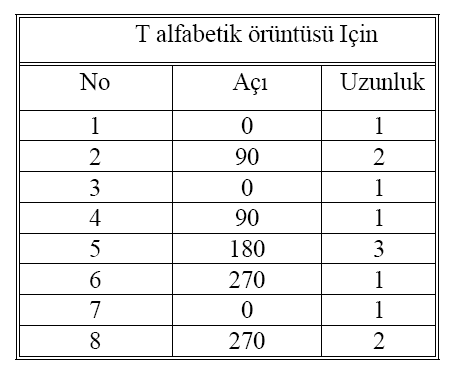 T alfabetik örüntüsü Için
No Açı Uzunluk
1 0 1
2 90 2
3 0 1
4 90 1
5 180 3
6 270 1
7 0 1
8 270 2